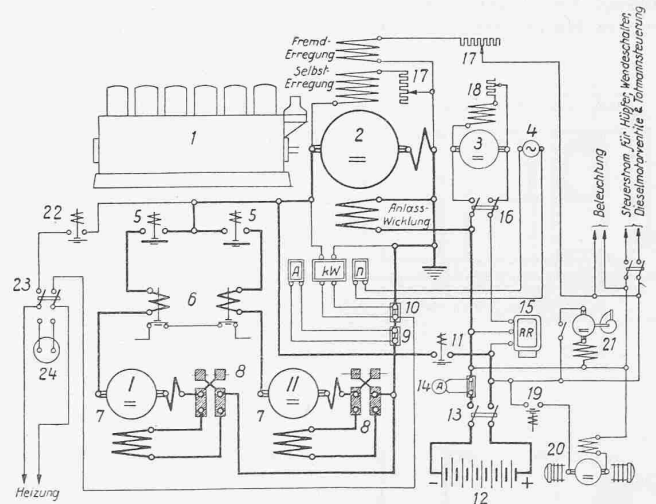 Fremd-
Erregung
Selbst-
Erregung
17
17
18
1
2
3
4
Anlass-
Wicklung
16
Beleuchtung
Steuerstrom für Hüpfer, Wendeschalter,
Dieselmotorventile & Totmannsteuerung
22
5
5
23
6
A
kW
n
10
9
11
15
RR
21
24
7
I
8
7
II
8
14
A
13
19
20
Heizung
-
+
12